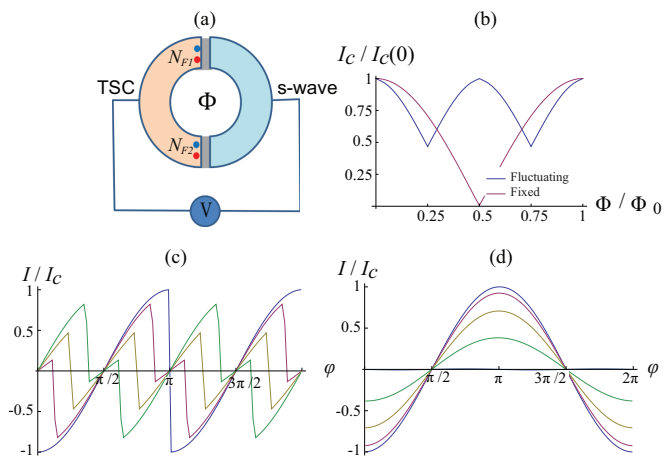 (a)
N_F1
TSC
Φ
s-wave
N_F2
V
(b)
I_c / I_c(0)
1
0.75
0.5
0.25
Fluctuating
Fixed
0.25 0.5 0.75 1
Φ / Φ_0
(c)
I / I_c
1
0.5
-0.5
-1
π/2 π 3π/2
φ
(d)
I / I_c
1
0.5
-0.5
-1
π/2 π 3π/2 2π
φ